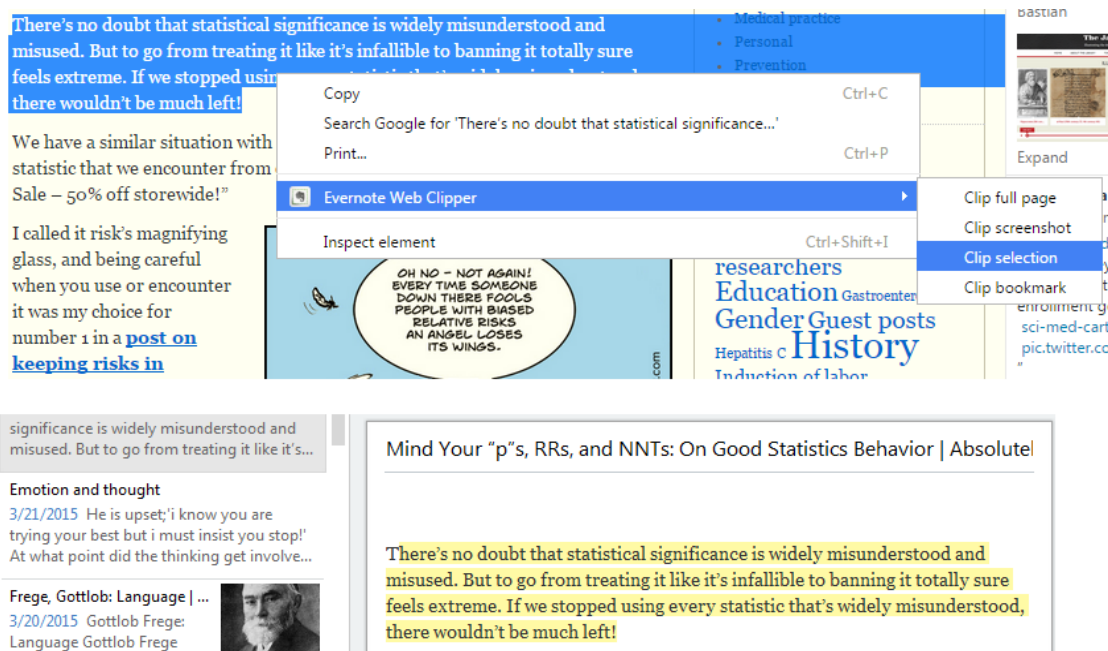 There's no doubt that statistical significance is widely misunderstood and
misused. But to go from treating it like it's infallible to banning it totally sure
feels extreme. If we stopped using
there wouldn't be much left!
We have a similar situation with
statistic that we encounter from
Sale – 50% off storewide!”
I called it risk's magnifying
glass, and being careful
when you use or encounter
it was my choice for
number 1 in a post on
keeping risks in
Copy Ctrl+C
Search Google for 'There's no doubt that statistical significance...'
Print... Ctrl+P
Evernote Web Clipper
Inspect element Ctrl+Shift+I
Clip full page
Clip screenshot
Clip selection
Clip bookmark
OH NO – NOT AGAIN!
EVERY TIME SOMEONE
DOWN THERE FOOLS
PEOPLE WITH BIASED
RELATIVE RISKS
AN ANGEL LOSES
ITS WINGS.
.com
Medical practice
Personal
Prevention
researchers
Education Gastroenter
Gender Guest posts
Hepatitis C History
Induction of labor
Bastian
Expand
enrollment g
sci-med-cart
pic.twitter.co
significance is widely misunderstood and
misused. But to go from treating it like it's...
Emotion and thought
3/21/2015 He is upset;'i know you are
trying your best but i must insist you stop!'
At what point did the thinking get involve...
Frege, Gottlob: Language | ...
3/20/2015 Gottlob Frege:
Language Gottlob Frege
Mind Your “p”s, RRs, and NNTs: On Good Statistics Behavior | Absolutel
There's no doubt that statistical significance is widely misunderstood and
misused. But to go from treating it like it's infallible to banning it totally sure
feels extreme. If we stopped using every statistic that's widely misunderstood,
there wouldn't be much left!